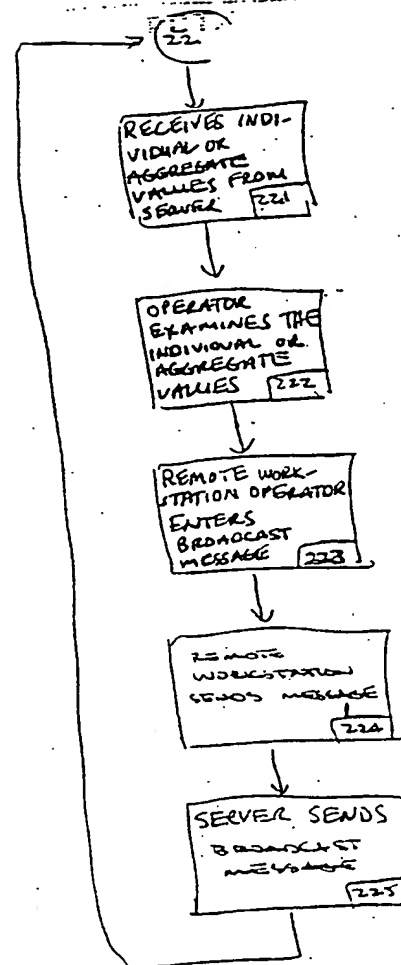 22
RECEIVES INDI-
VIDUAL OR
AGGREGATE
VALUES FROM
SERVER 221
OPERATOR
EXAMINES THE
INDIVIDUAL OR
AGGREGATE
VALUES 222
REMOTE WORK-
STATION OPERATOR
ENTERS
BROADCAST
MESSAGE 223
REMOTE
WORKSTATION
SENDS MESSAGE
224
SERVER SENDS
BROADCAST
MESSAGE
225